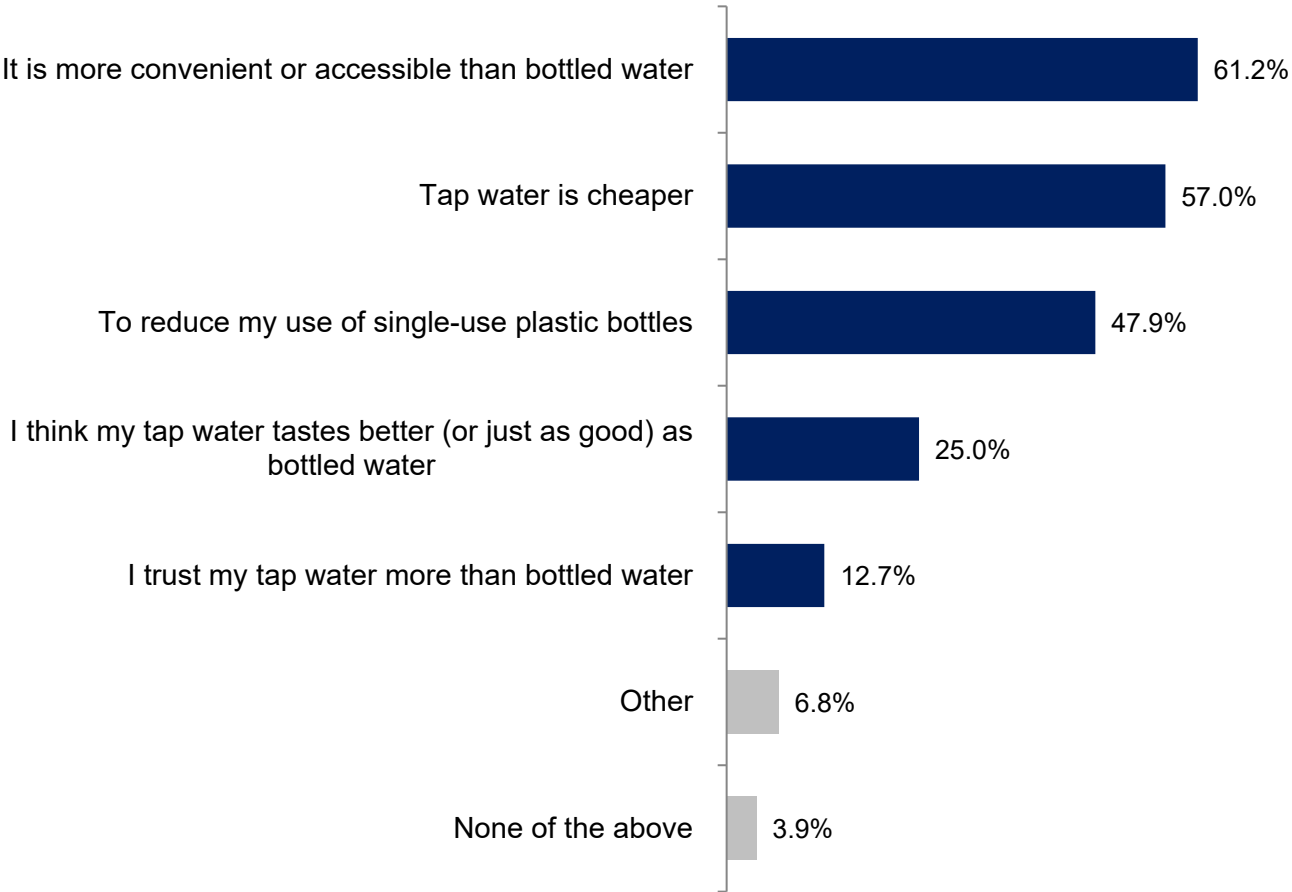 It is more convenient or accessible than bottled water
61.2%
Tap water is cheaper
57.0%
To reduce my use of single-use plastic bottles
47.9%
I think my tap water tastes better (or just as good) as
bottled water
25.0%
I trust my tap water more than bottled water
12.7%
Other
6.8%
None of the above
3.9%